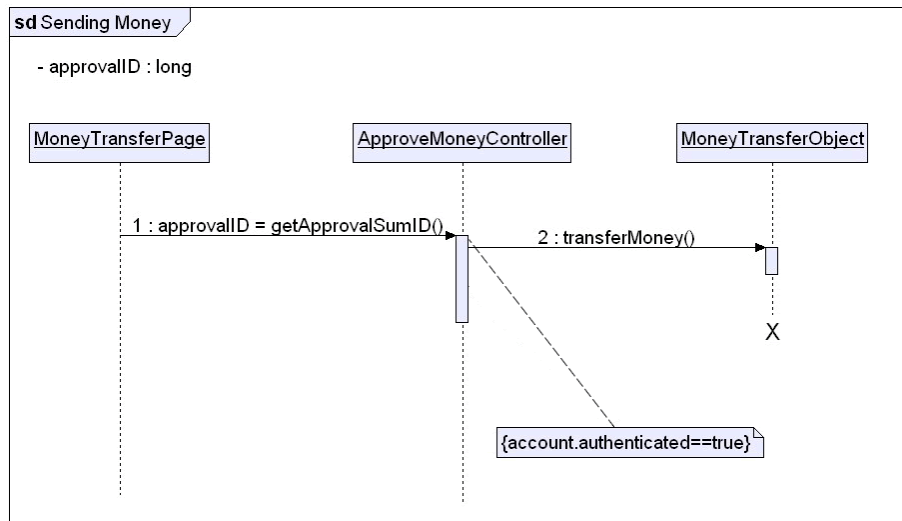 sd Sending Money
- approvalID : long
MoneyTransferPage
ApproveMoneyController
MoneyTransferObject
1 : approvalID = getApprovalSumID()
2 : transferMoney()
X
{account.authenticated==true}